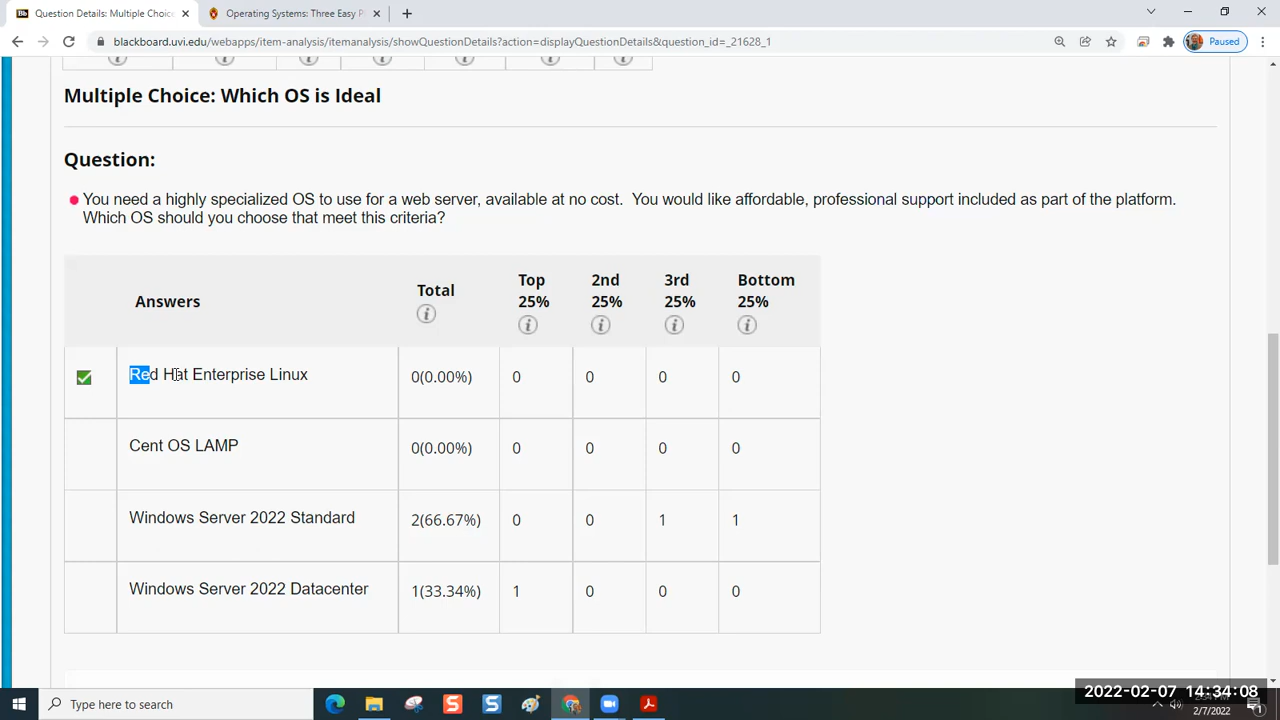 Question Details: Multiple Choic
Operating Systems: Three Easy P
blackboard.uvi.edu/webapps/item-analysis/itemanalysis/showQuestionDetails?action=displayQuestionDetails&question_id=_21628_1
Paused
Multiple Choice: Which OS is Ideal
Question:
You need a highly specialized OS to use for a web server, available at no cost. You would like affordable, professional support included as part of the platform.
Which OS should you choose that meet this criteria?
Answers Total Top 25% 2nd 25% 3rd 25% Bottom 25%
Red Hat Enterprise Linux 0(0.00%) 0 0 0 0
Cent OS LAMP 0(0.00%) 0 0 0 0
Windows Server 2022 Standard 2(66.67%) 0 0 1 1
Windows Server 2022 Datacenter 1(33.34%) 1 0 0 0
Type here to search
2022-02-07 14:34:08
2/7/2022